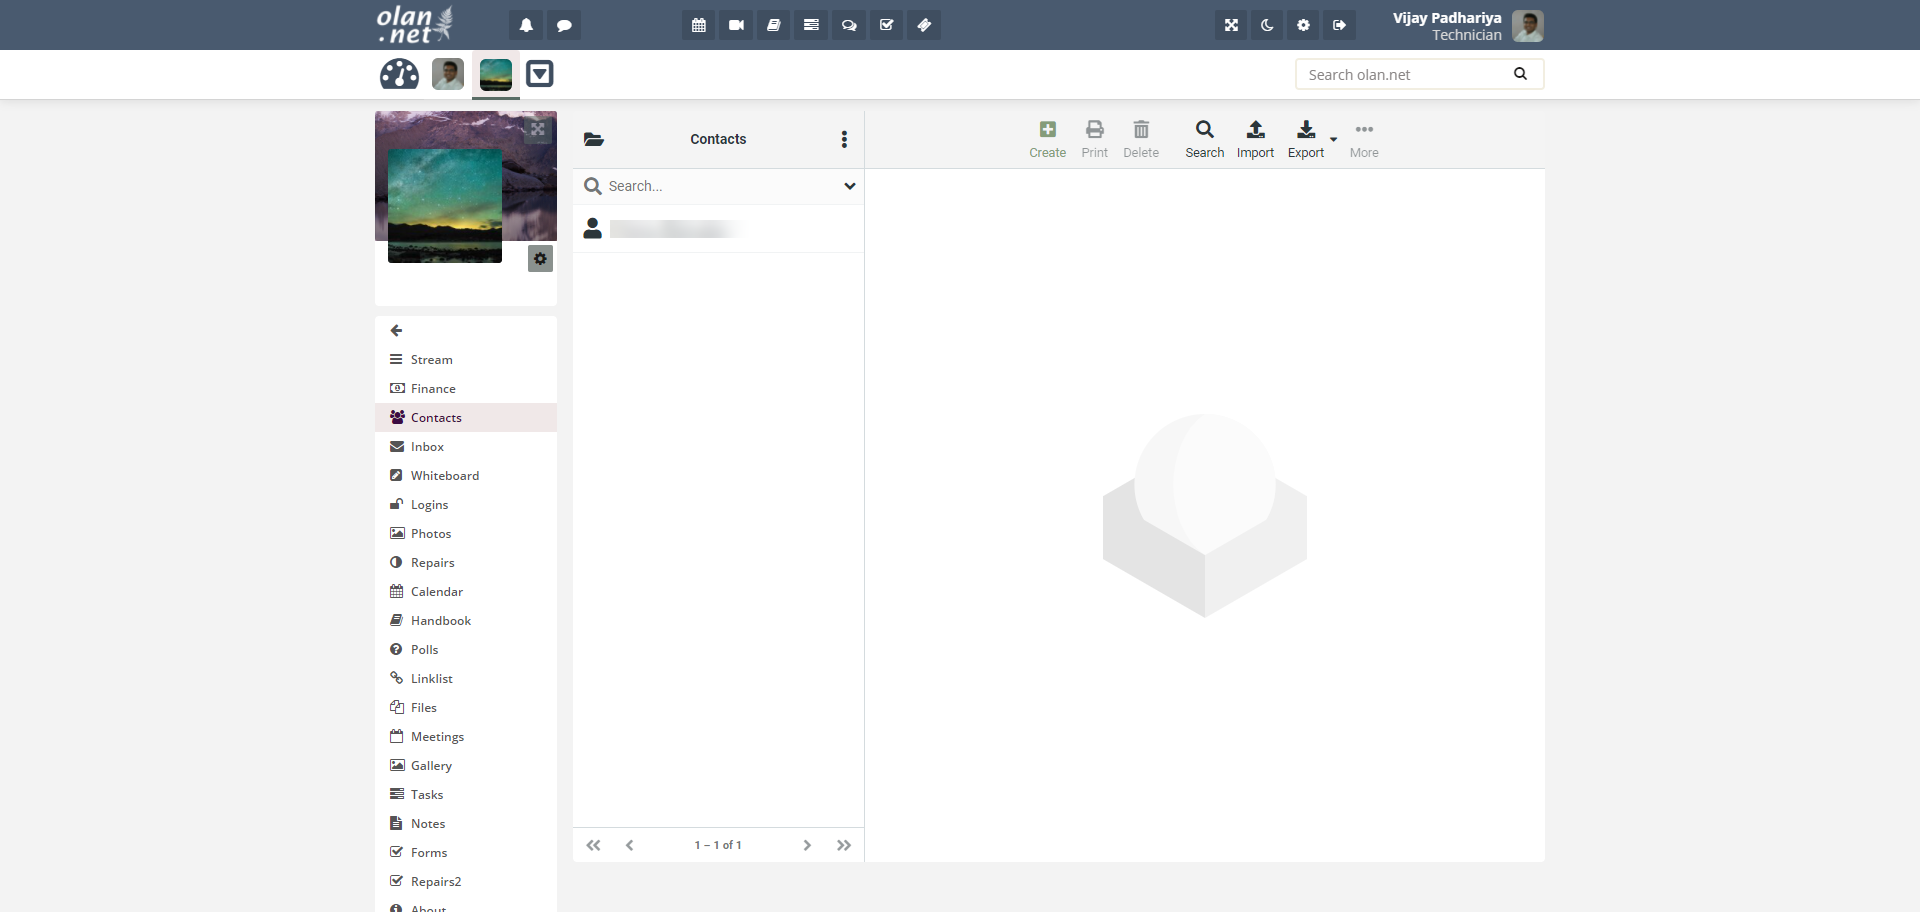 olan
.net
Vijay Padhariya
Technician
Search olan.net
Contacts
Create
Print
Delete
Search
Import
Export
More
Search...
1 – 1 of 1
Stream
Finance
Contacts
Inbox
Whiteboard
Logins
Photos
Repairs
Calendar
Handbook
Polls
Linklist
Files
Meetings
Gallery
Tasks
Notes
Forms
Repairs2
About